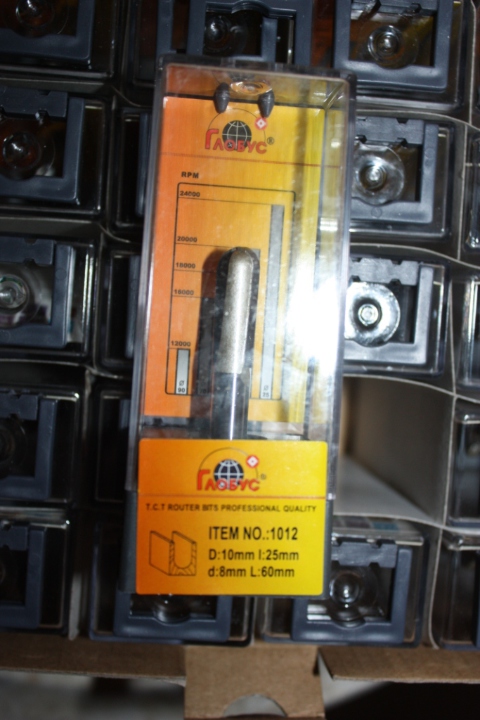 ГЛОБУС®
RPM
24000
20000
18000
16000
12000
Ø
90
Ø
ГЛОБУС®
T.C.T ROUTER BITS PROFESSIONAL QUALITY
ITEM NO.:1012
D:10mm l:25mm
d:8mm L:60mm